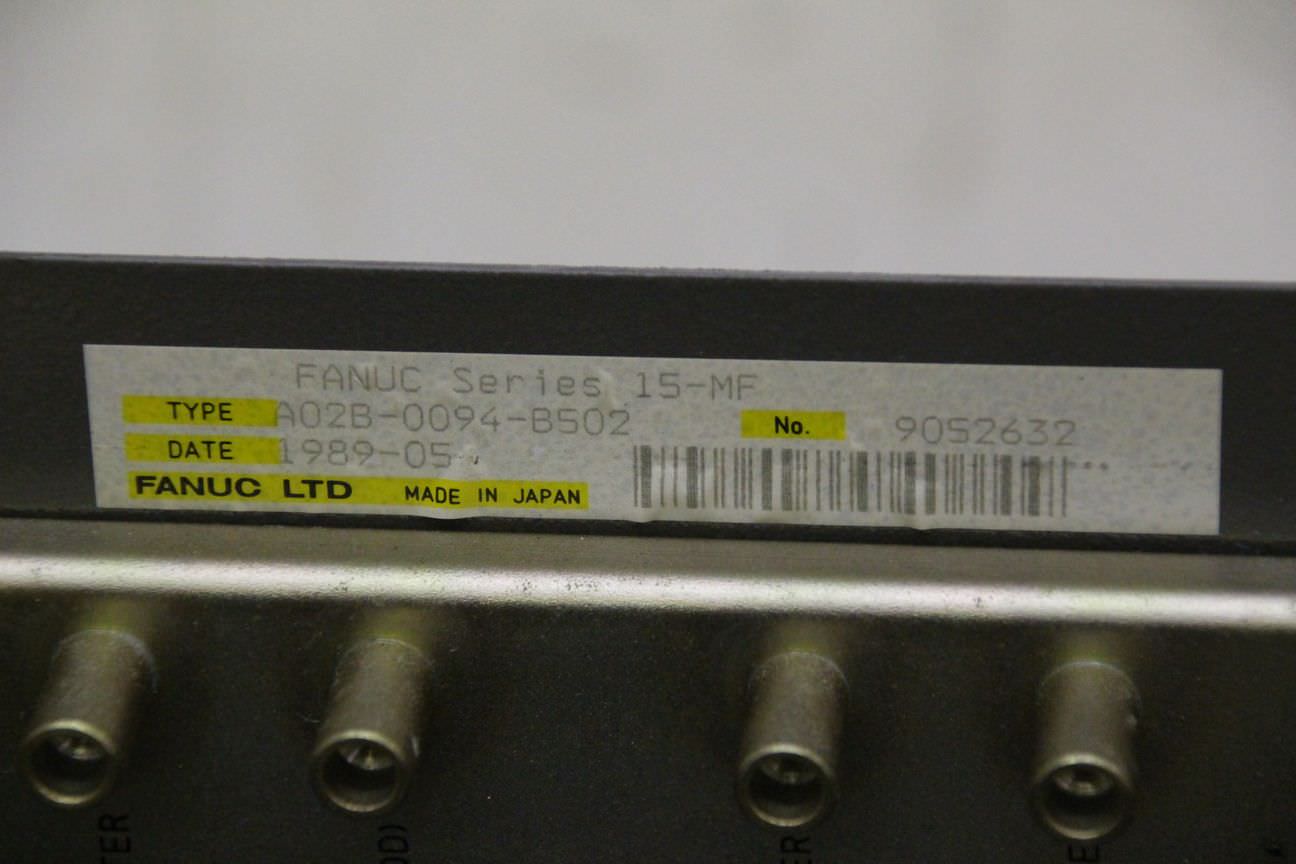 FANUC Series 15-MF
TYPE A02B-0094-B502
No. 9052632
DATE 1989-05
FANUC LTD MADE IN JAPAN